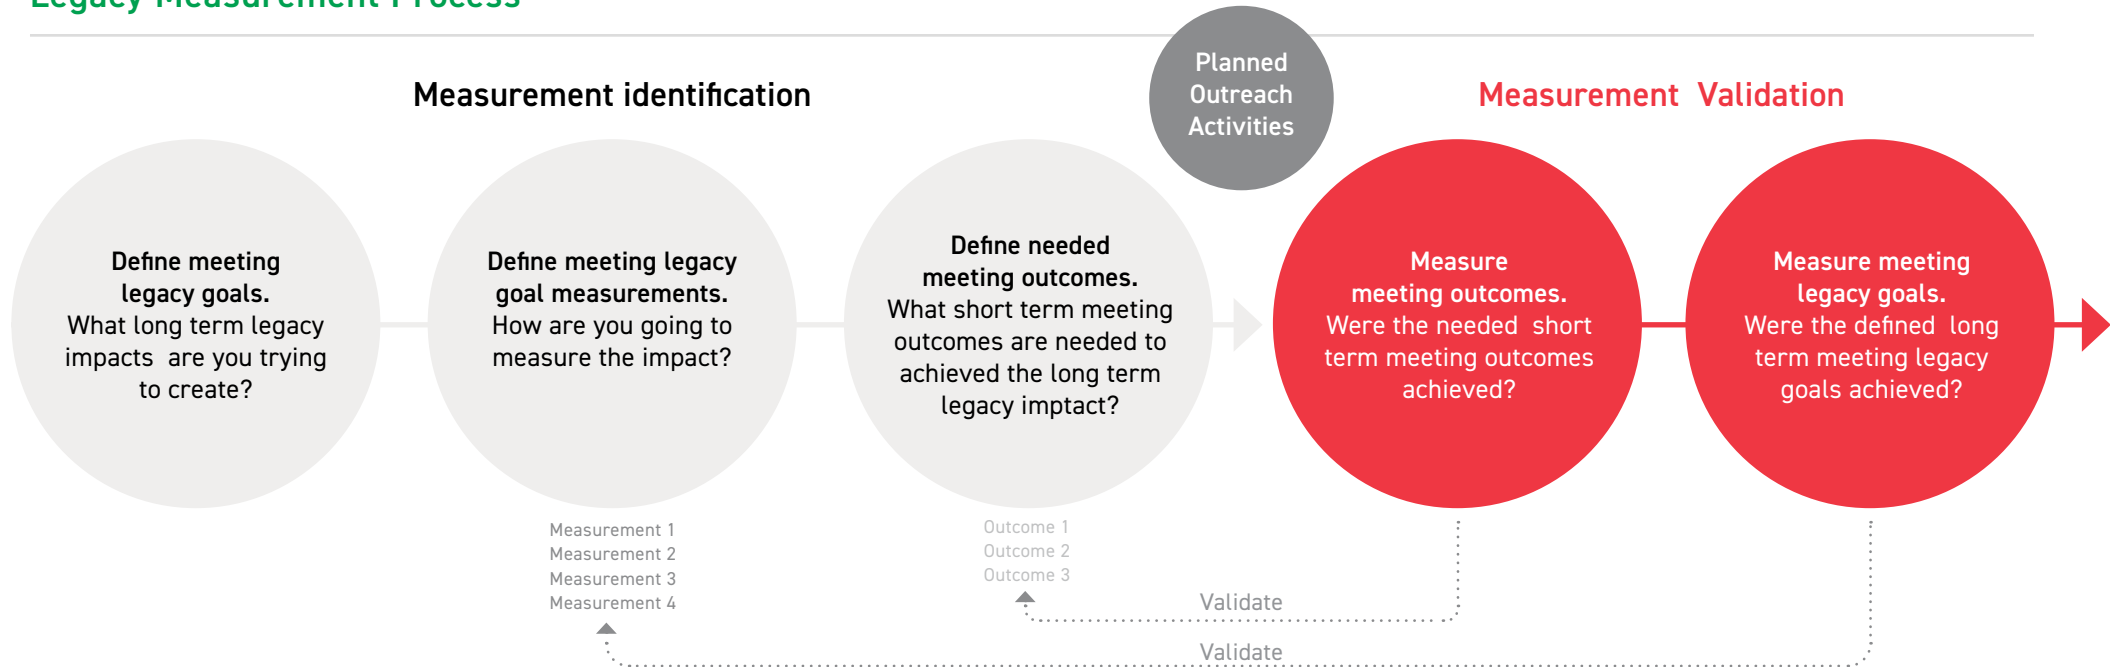 Legacy Measurement Process
Planned
Outreach
Activities
Measurement identification
Measurement Validation
Define meeting
legacy goals.
What long term legacy
impacts are you trying
to create?
Define meeting legacy
goal measurements.
How are you going to
measure the impact?
Define needed
meeting outcomes.
What short term meeting
outcomes are needed to
achieved the long term
legacy imptact?
Measure
meeting outcomes.
Were the needed short
term meeting outcomes
achieved?
Measure meeting
legacy goals.
Were the defined long
term meeting legacy
goals achieved?
Measurement 1
Measurement 2
Measurement 3
Measurement 4
Outcome 1
Outcome 2
Outcome 3
Validate
Validate